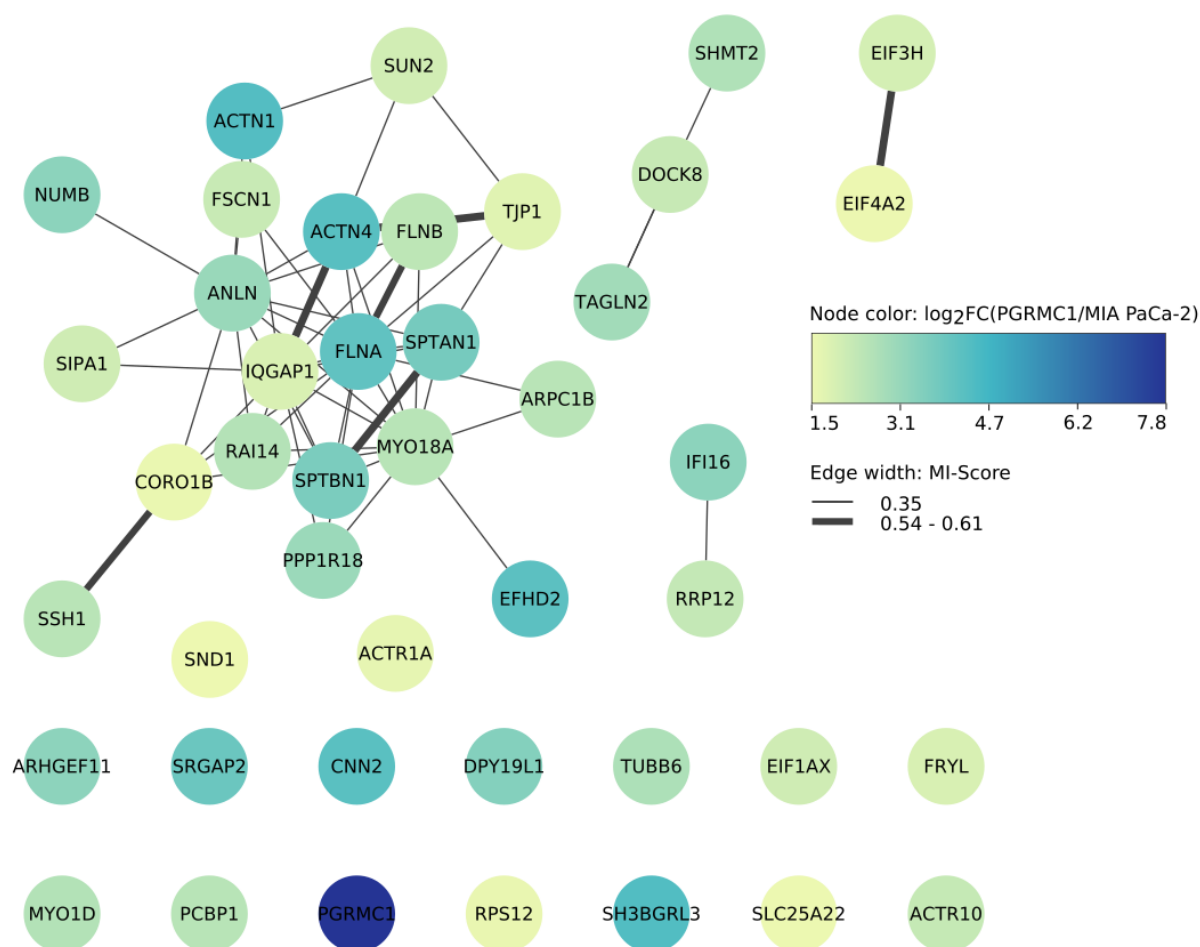 SUN2
SHMT2
EIF3H
ACTN1
NUMB
FSCN1
DOCK8
ACTN4
FLNB
TJP1
EIF4A2
ANLN
TAGLN2
Node color: log2FC(PGRMC1/MIA PaCa-2)
SIPA1
IQGAP1
FLNA
SPTAN1
ARPC1B
1.5 3.1 4.7 6.2 7.8
RAI14
MYO18A
IFI16
Edge width: MI-Score
CORO1B
SPTBN1
0.35
0.54 - 0.61
PPP1R18
SSH1
EFHD2
RRP12
SND1
ACTR1A
ARHGEF11
SRGAP2
CNN2
DPY19L1
TUBB6
EIF1AX
FRYL
MYO1D
PCBP1
PGRMC1
RPS12
SH3BGRL3
SLC25A22
ACTR10